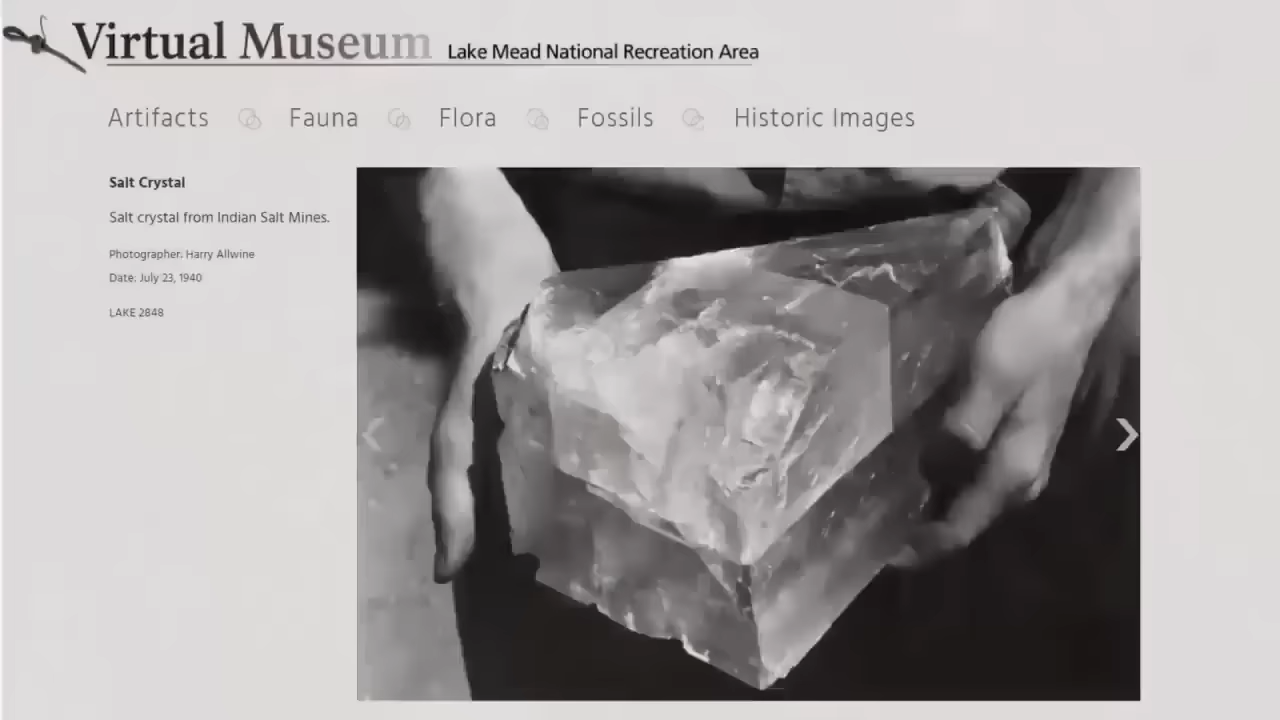 Virtual Museum Lake Mead National Recreation Area
Artifacts Fauna Flora Fossils Historic Images
Salt Crystal
Salt crystal from Indian Salt Mines.
Photographer: Harry Allwine
Date: July 23, 1940
LAKE 2848